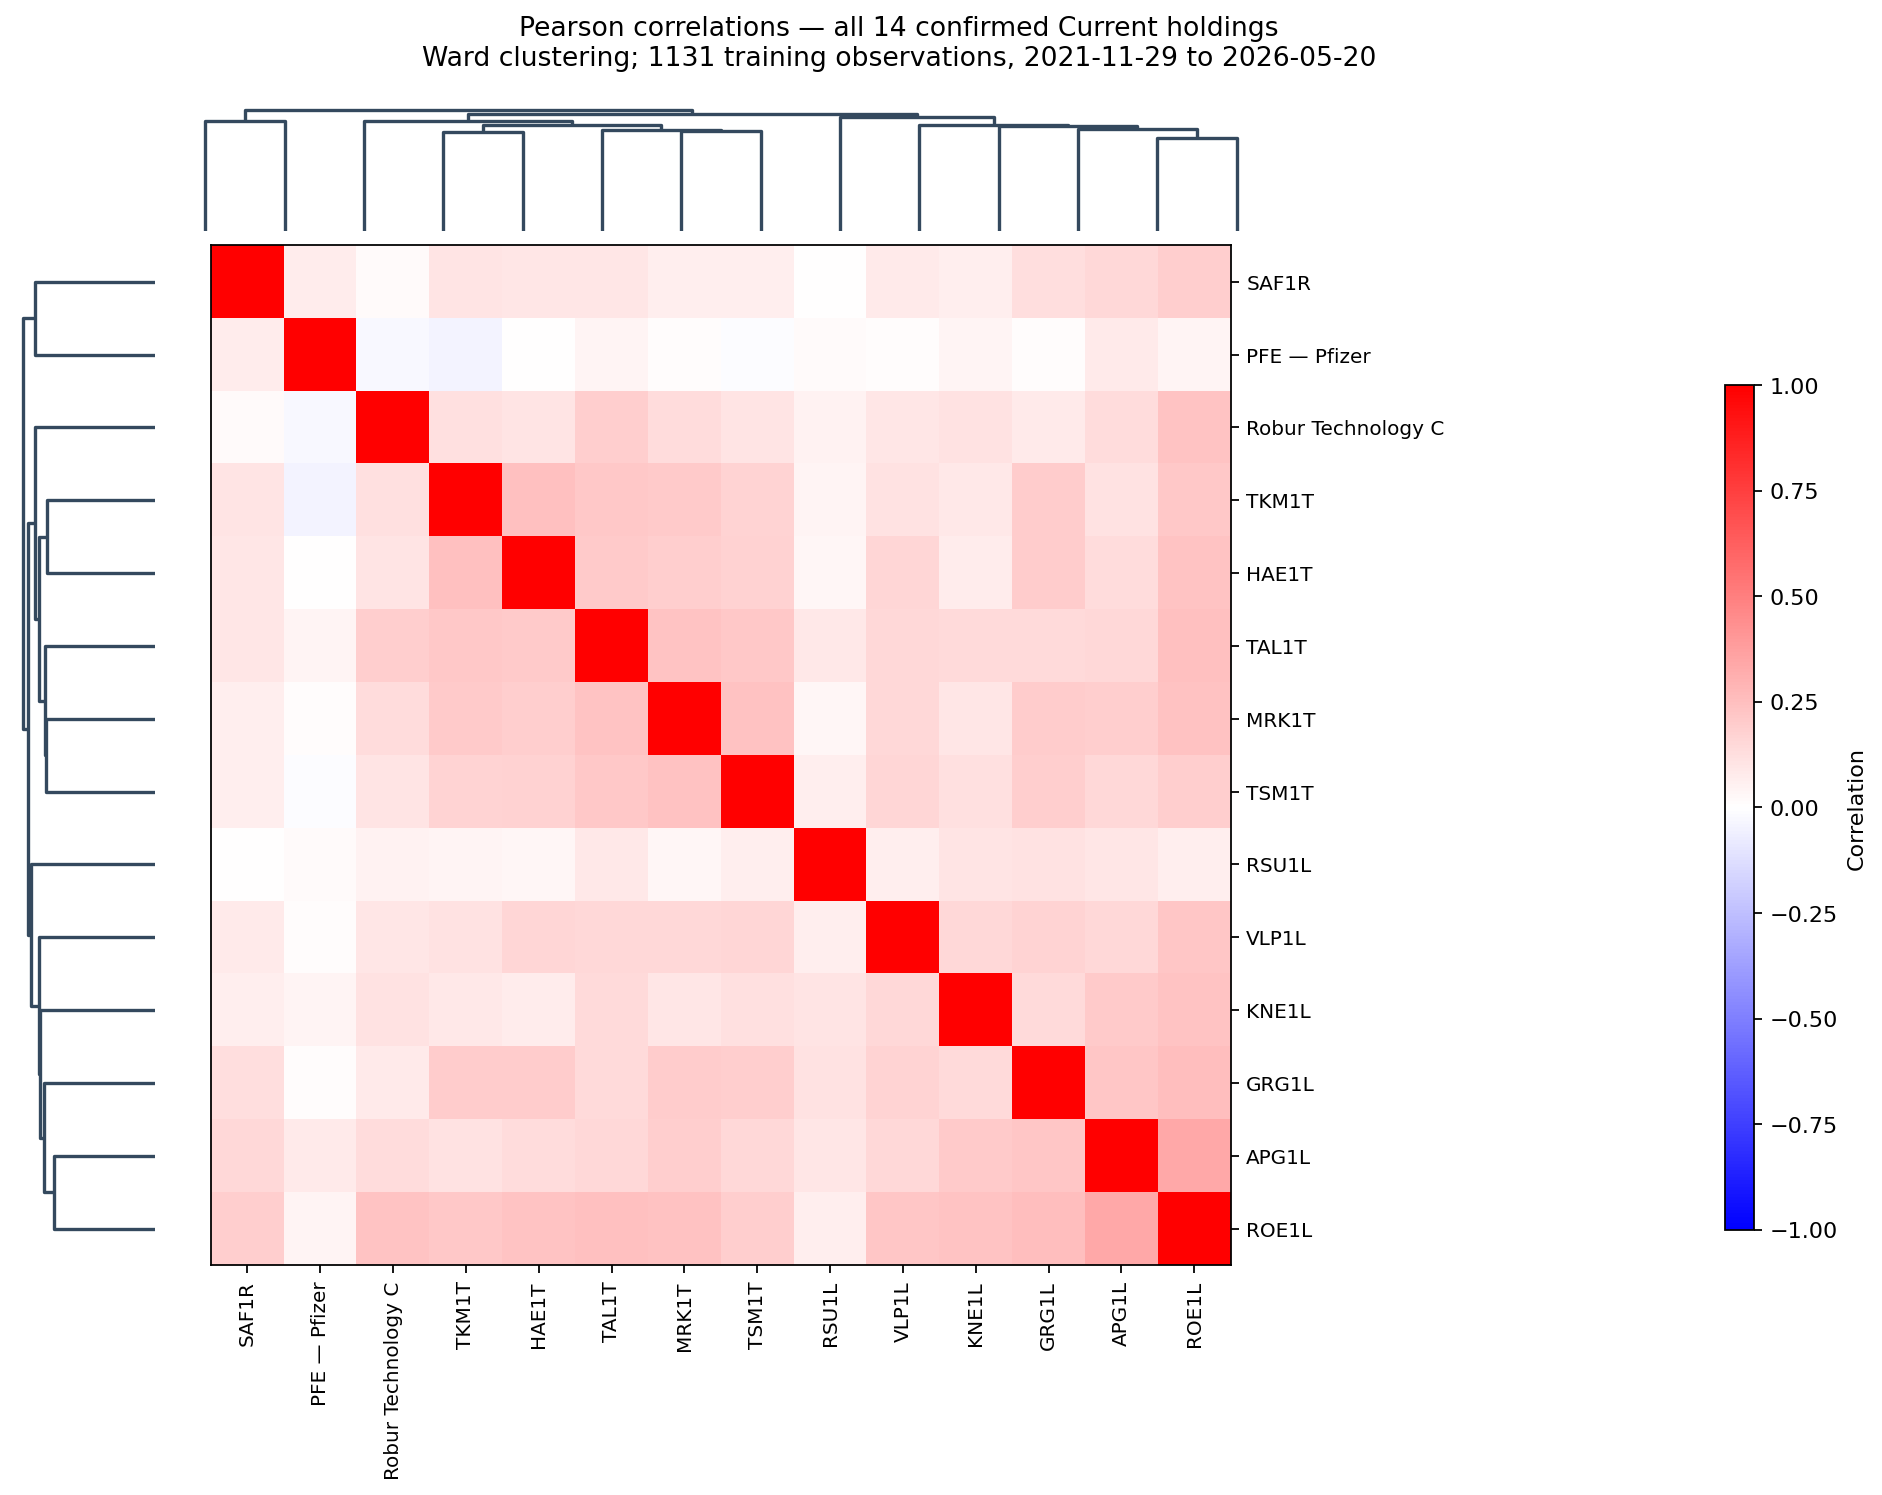 Pearson correlations — all 14 confirmed Current holdings
Ward clustering; 1131 training observations, 2021-11-29 to 2026-05-20
SAF1R
PFE — Pfizer
Robur Technology C
TKM1T
HAE1T
TAL1T
MRK1T
TSM1T
RSU1L
VLP1L
KNE1L
GRG1L
APG1L
ROE1L
SAF1R
PFE — Pfizer
Robur Technology C
TKM1T
HAE1T
TAL1T
MRK1T
TSM1T
RSU1L
VLP1L
KNE1L
GRG1L
APG1L
ROE1L
1.00
0.75
0.50
0.25
0.00
−0.25
−0.50
−0.75
−1.00
Correlation